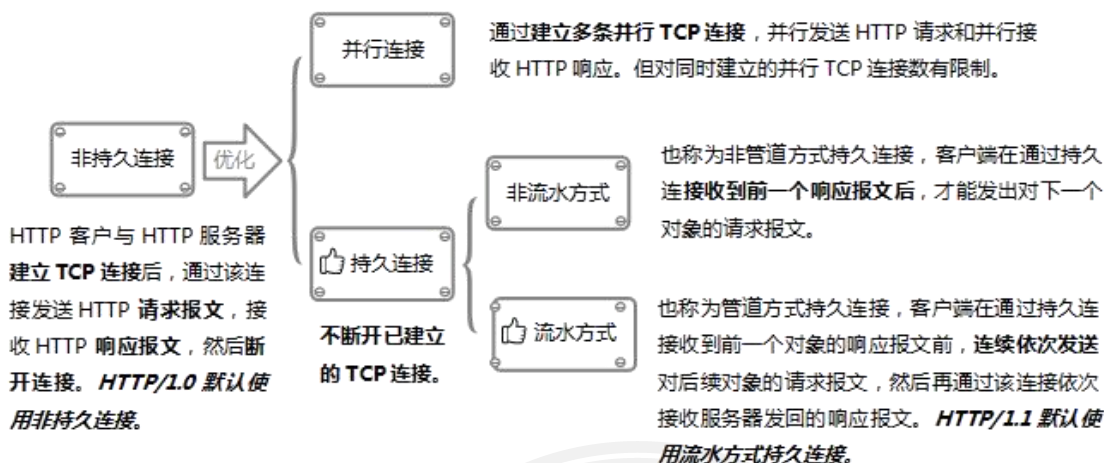 并行连接
通过建立多条并行 TCP 连接，并行发送 HTTP 请求和并行接
收 HTTP 响应。但对同时建立的并行 TCP 连接数有限制。
非持久连接
优化
HTTP 客户与 HTTP 服务器
建立 TCP 连接后，通过该连
接发送 HTTP 请求报文，接
收 HTTP 响应报文，然后断
开连接。HTTP/1.0 默认使
用非持久连接。
持久连接
不断开已建立
的 TCP 连接。
非流水方式
也称为非管道方式持久连接，客户端在通过持久
连接收到前一个响应报文后，才能发出对下一个
对象的请求报文。
流水方式
也称为管道方式持久连接，客户端在通过持久连
接收到前一个对象的响应报文前，连续依次发送
对后续对象的请求报文，然后再通过该连接依次
接收服务器发回的响应报文。HTTP/1.1 默认使
用流水方式持久连接。